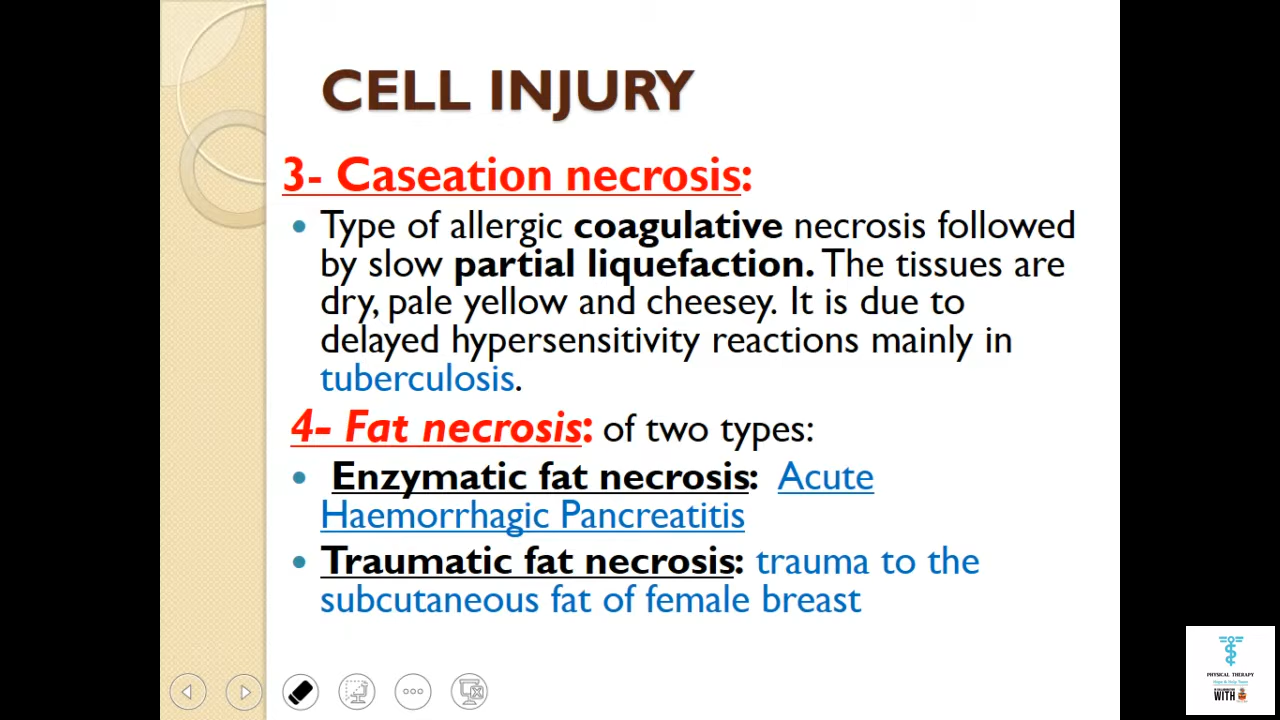 CELL INJURY
3- Caseation necrosis:
• Type of allergic coagulative necrosis followed
by slow partial liquefaction. The tissues are
dry, pale yellow and cheesey. It is due to
delayed hypersensitivity reactions mainly in
tuberculosis.
4- Fat necrosis: of two types:
• Enzymatic fat necrosis: Acute
Haemorrhagic Pancreatitis
• Traumatic fat necrosis: trauma to the
subcutaneous fat of female breast
PHYSICAL THERAPY
WITH